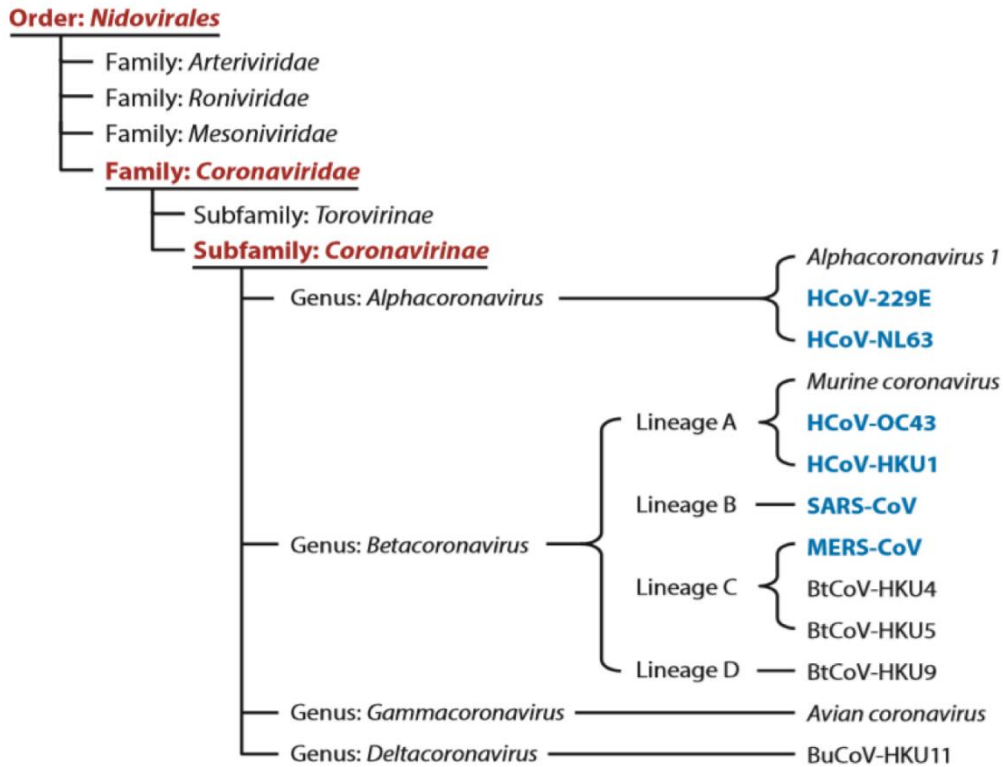 Order: Nidovirales
Family: Arteriviridae
Family: Roniviridae
Family: Mesoniviridae
Family: Coronaviridae
Subfamily: Torovirinae
Subfamily: Coronavirinae
Genus: Alphacoronavirus
Alphacoronavirus 1
HCoV-229E
HCoV-NL63
Genus: Betacoronavirus
Lineage A
Murine coronavirus
HCoV-OC43
HCoV-HKU1
Lineage B
SARS-CoV
Lineage C
MERS-CoV
BtCoV-HKU4
BtCoV-HKU5
Lineage D
BtCoV-HKU9
Genus: Gammacoronavirus
Avian coronavirus
Genus: Deltacoronavirus
BuCoV-HKU11